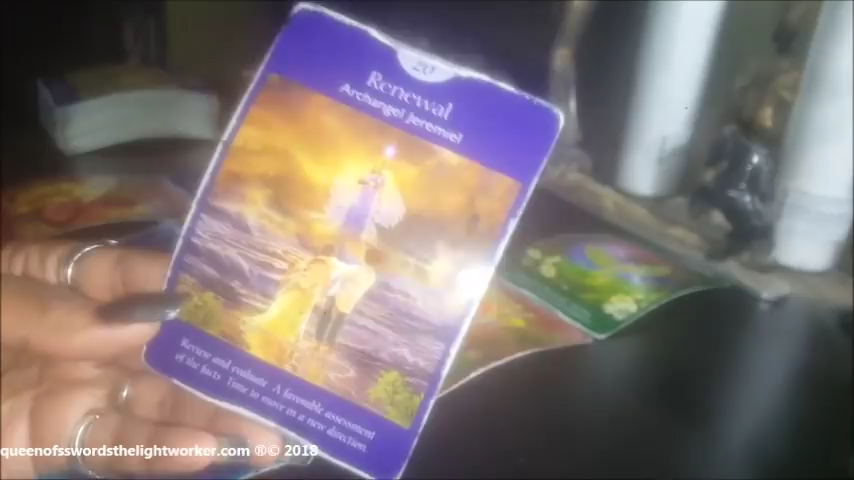 20
Renewal
Archangel Jeremiel
Review and evaluate A favorable assessment
of the facts Time to move in a new direction.
queenofsswordsthelightworker.com ®© 2018